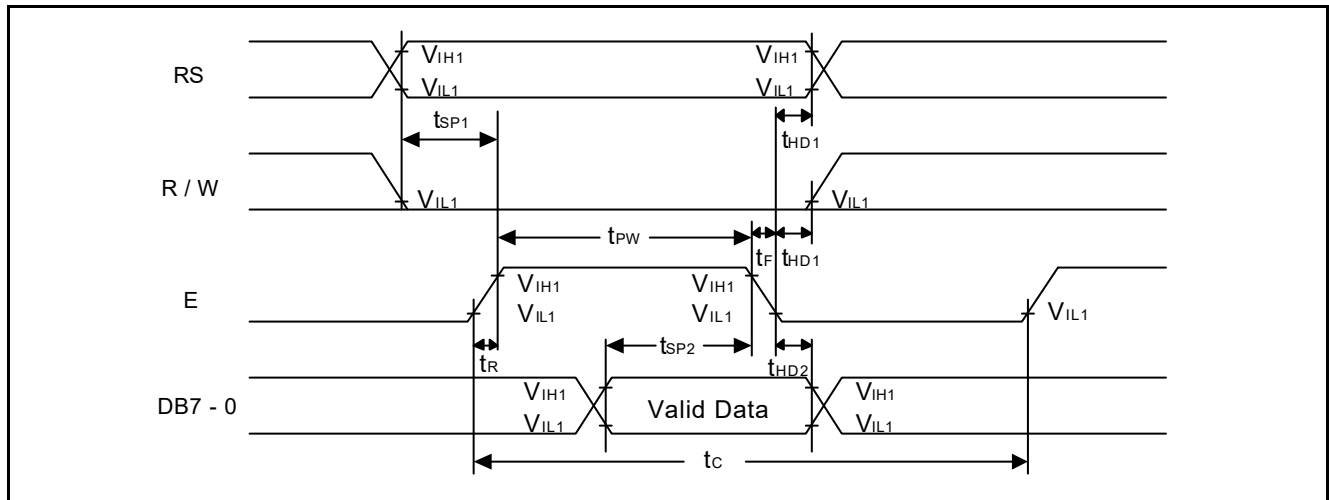 RS
VIH1 VIH1
VIL1 VIL1
tSP1
tHD1
R / W
VIL1 VIL1
tPW
tF tHD1
E
VIH1 VIH1
VIL1 VIL1 VIL1
tR
tSP2
tHD2
DB7 - 0
VIH1 Valid Data VIH1
VIL1 VIL1
tC